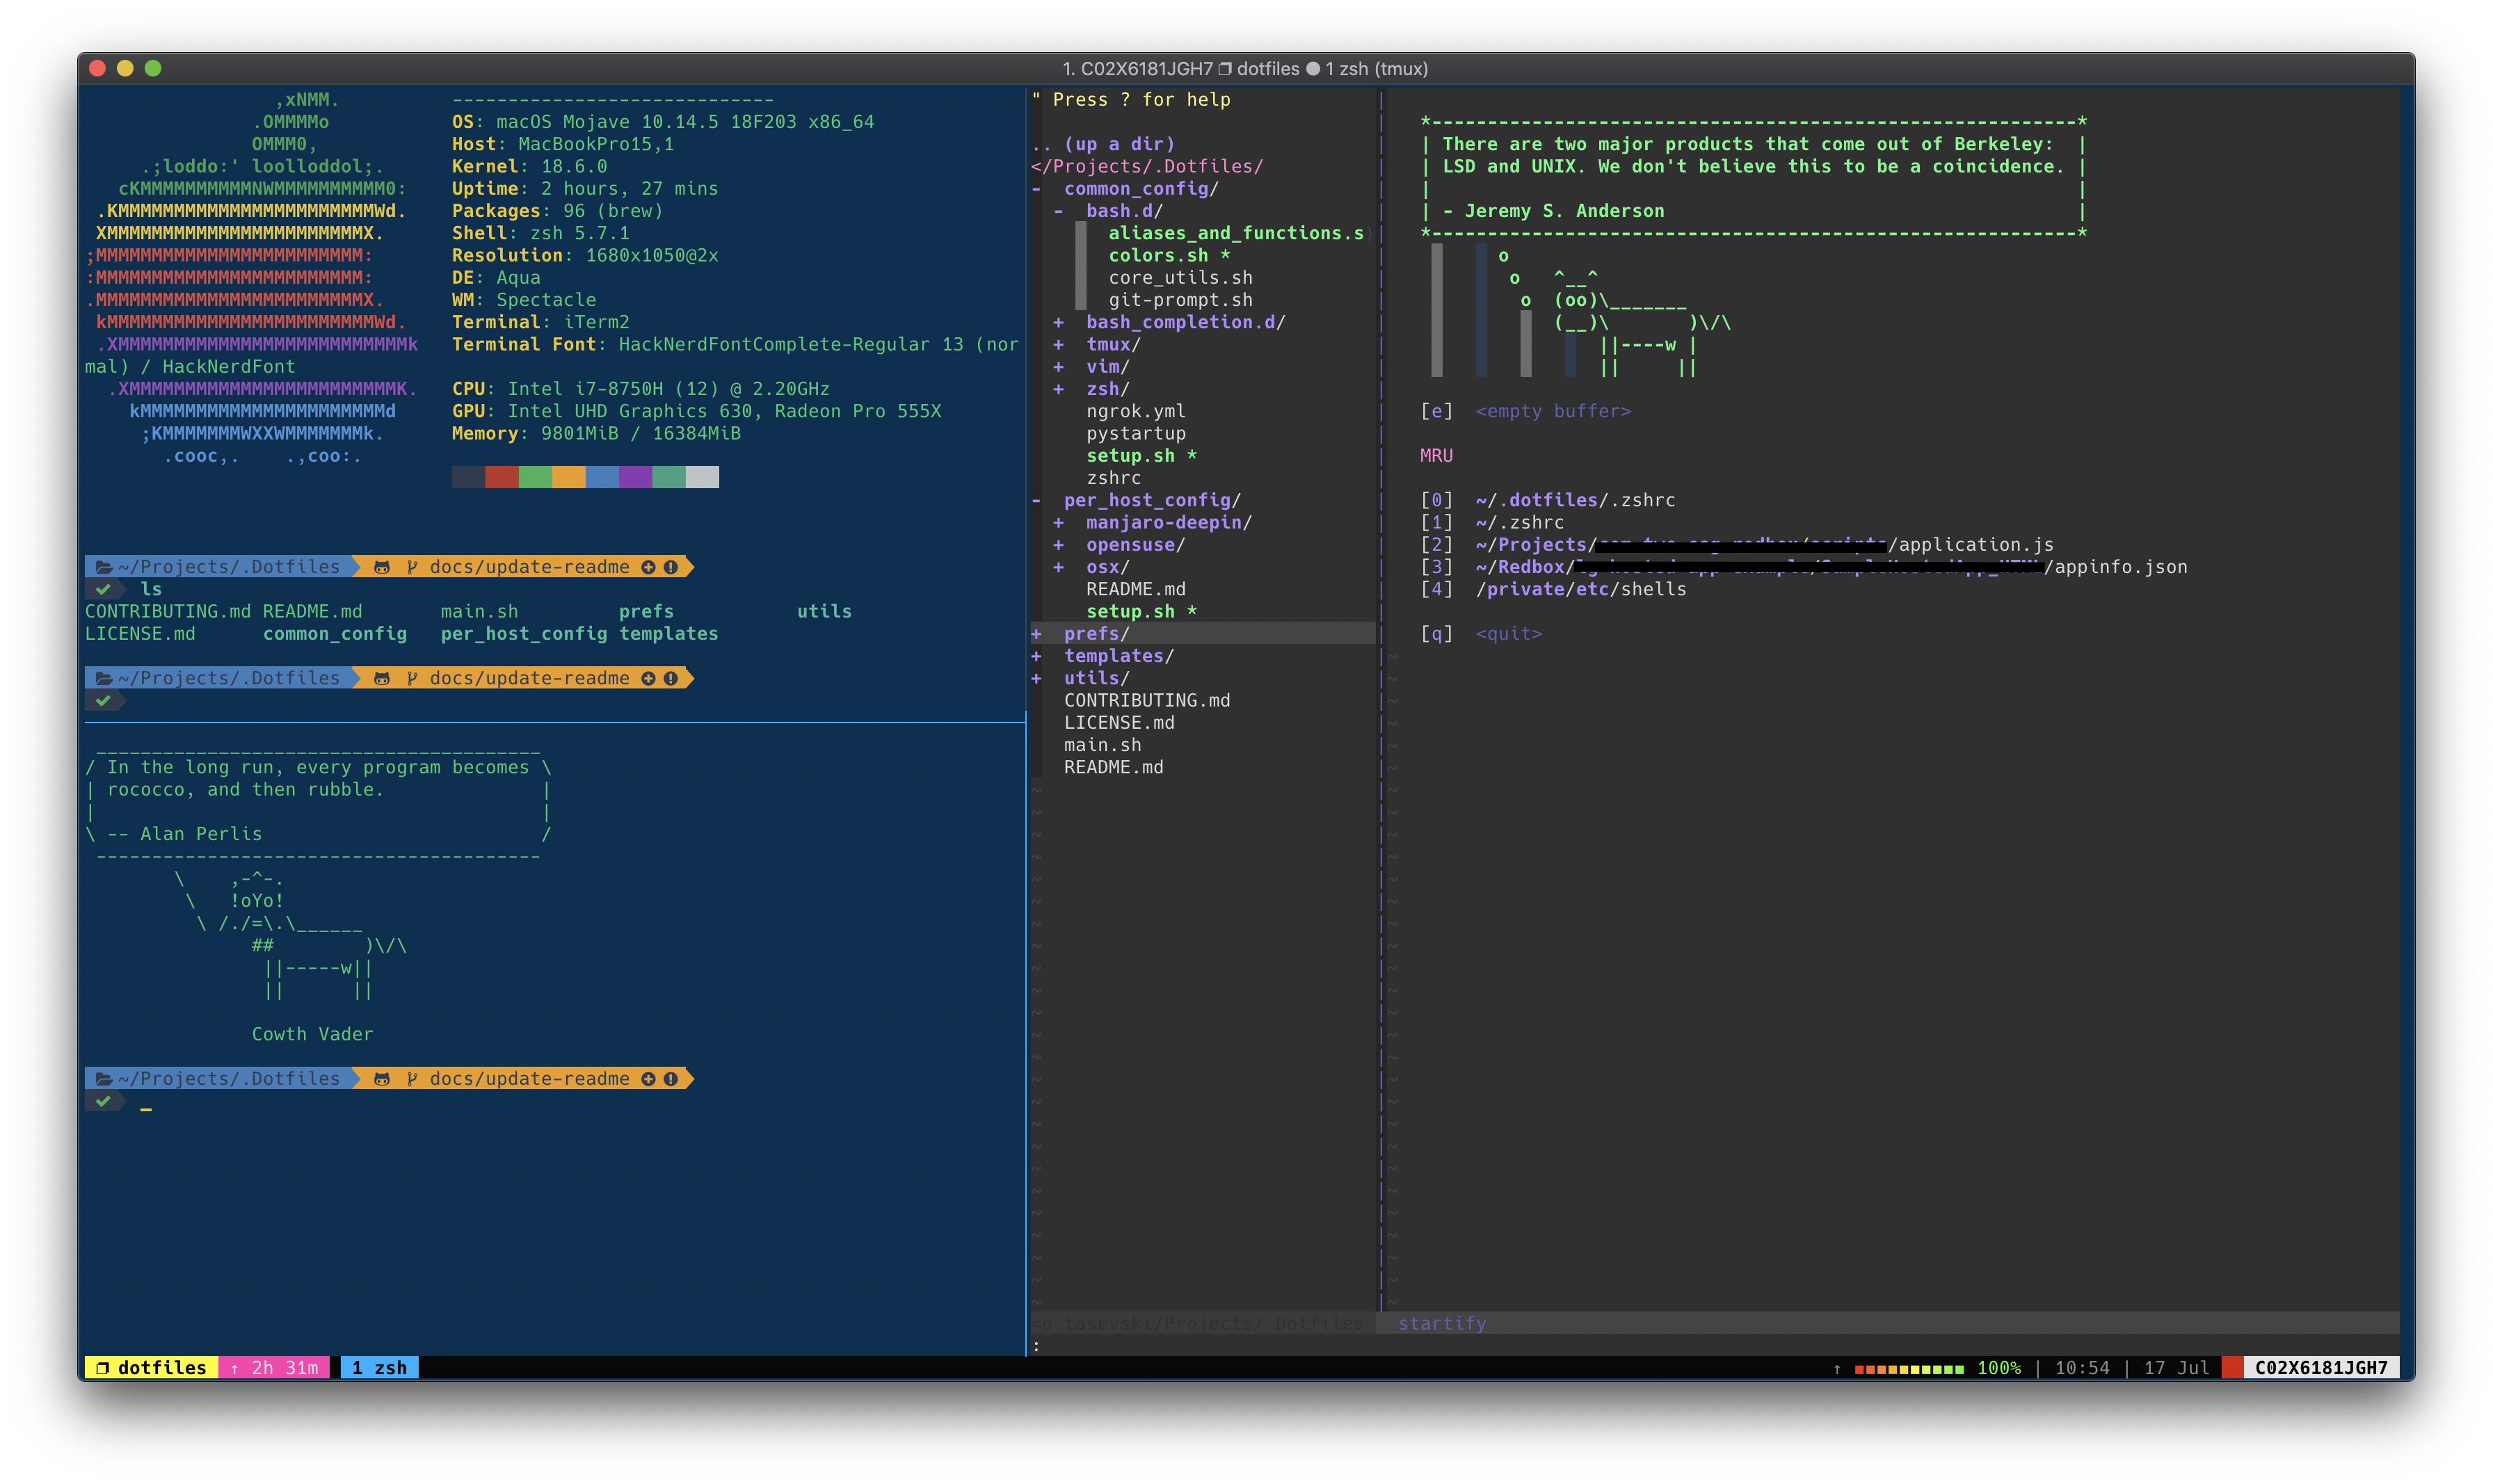 1. C02X6181JGH7 dotfiles ● 1 zsh (tmux)
,xNMM. -----------------------------
.OMMMMo OS: macOS Mojave 10.14.5 18F203 x86_64
OMMM0, Host: MacBookPro15,1
.;loddo:' loolloddol;. Kernel: 18.6.0
cKMMMMMMMMMMNWMMMMMMMMMM0: Uptime: 2 hours, 27 mins
.KMMMMMMMMMMMMMMMMMMMMMMMWd. Packages: 96 (brew)
XMMMMMMMMMMMMMMMMMMMMMMMX. Shell: zsh 5.7.1
;MMMMMMMMMMMMMMMMMMMMMMMM: Resolution: 1680x1050@2x
:MMMMMMMMMMMMMMMMMMMMMMMM: DE: Aqua
.MMMMMMMMMMMMMMMMMMMMMMMMX. WM: Spectacle
kMMMMMMMMMMMMMMMMMMMMMMMMWd. Terminal: iTerm2
.XMMMMMMMMMMMMMMMMMMMMMMMMMMk Terminal Font: HackNerdFontComplete-Regular 13 (nor
mal) / HackNerdFont
.XMMMMMMMMMMMMMMMMMMMMMMMMK. CPU: Intel i7-8750H (12) @ 2.20GHz
kMMMMMMMMMMMMMMMMMMMMMMd GPU: Intel UHD Graphics 630, Radeon Pro 555X
;KMMMMMMMWXXWMMMMMMMk. Memory: 9801MiB / 16384MiB
.cooc,. .,coo:.
~/Projects/.Dotfiles docs/update-readme
ls
CONTRIBUTING.md README.md main.sh prefs utils
LICENSE.md common_config per_host_config templates
~/Projects/.Dotfiles docs/update-readme
________________________________________
/ In the long run, every program becomes \
| rococco, and then rubble. |
| |
\ -- Alan Perlis /
----------------------------------------
\ ,-^-.
\ !oYo!
\ /./=\.\______
## )\/\
||-----w||
|| ||
Cowth Vader
~/Projects/.Dotfiles docs/update-readme
_
" Press ? for help
.. (up a dir)
</Projects/.Dotfiles/
- common_config/
- bash.d/
aliases_and_functions.s
colors.sh *
core_utils.sh
git-prompt.sh
+ bash_completion.d/
+ tmux/
+ vim/
+ zsh/
ngrok.yml
pystartup
setup.sh *
zshrc
- per_host_config/
+ manjaro-deepin/
+ opensuse/
+ osx/
README.md
setup.sh *
+ prefs/
+ templates/
+ utils/
CONTRIBUTING.md
LICENSE.md
main.sh
README.md
<o.tasevski/Projects/.Dotfiles
:
*----------------------------------------------------------*
| There are two major products that come out of Berkeley: |
| LSD and UNIX. We don't believe this to be a coincidence. |
| |
| - Jeremy S. Anderson |
*----------------------------------------------------------*
o
o ^__^
o (oo)\_______
(__)\ )\/\
||----w |
|| ||
[e] <empty buffer>
MRU
[0] ~/.dotfiles/.zshrc
[1] ~/.zshrc
[2] ~/Projects/ /application.js
[3] ~/Redbox/ /appinfo.json
[4] /private/etc/shells
[q] <quit>
startify
dotfiles ↑ 2h 31m 1 zsh ↑ 100% | 10:54 | 17 Jul C02X6181JGH7